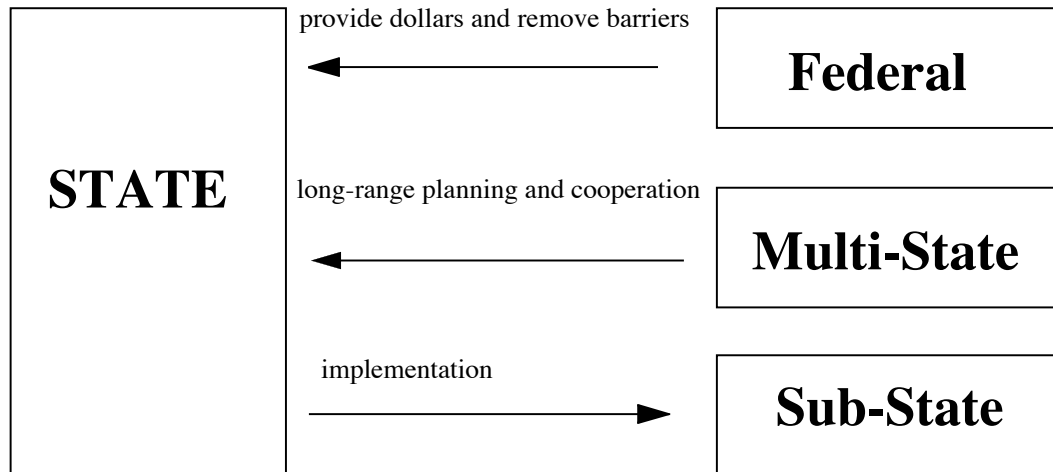 provide dollars and remove barriers
Federal
STATE
long-range planning and cooperation
Multi-State
implementation
Sub-State